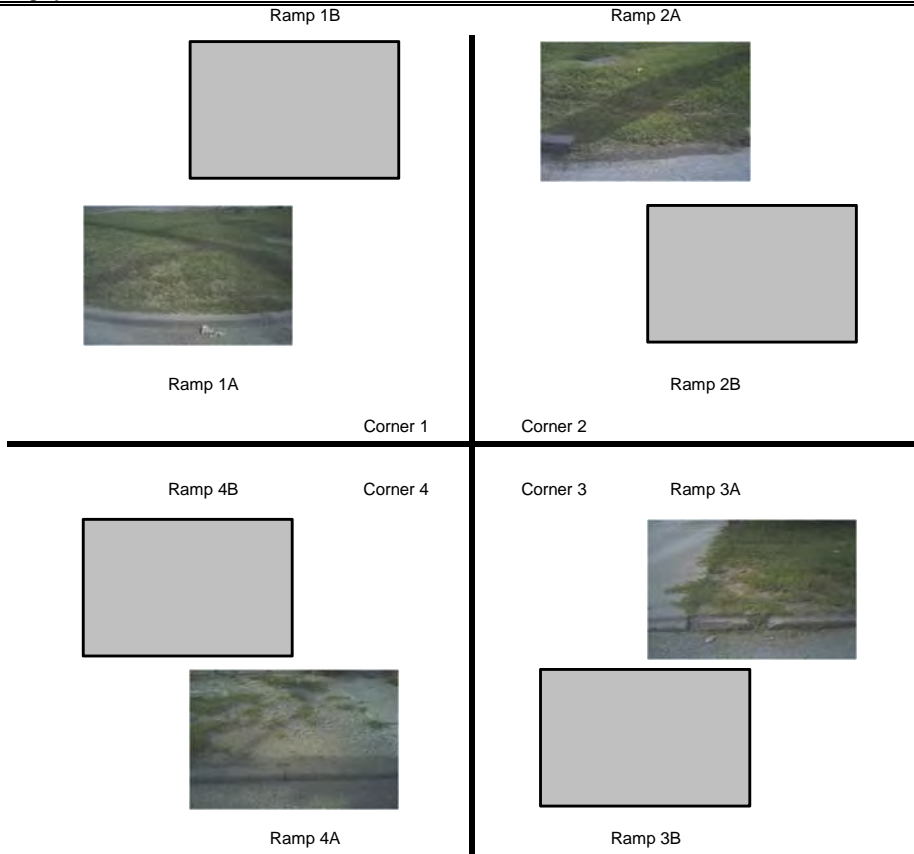 Ramp 1B
Ramp 2A
Ramp 1A
Ramp 2B
Corner 1
Corner 2
Ramp 4B
Corner 4
Corner 3
Ramp 3A
Ramp 4A
Ramp 3B